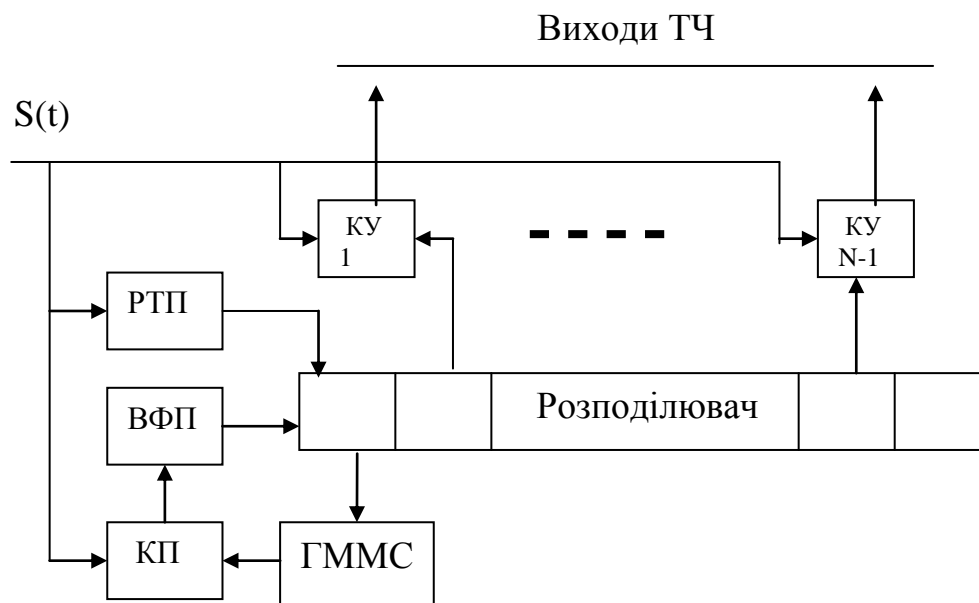 Виходи ТЧ
S(t)
КУ
1
КУ
N-1
РТП
ВФП
Розподілювач
КП
ГММС